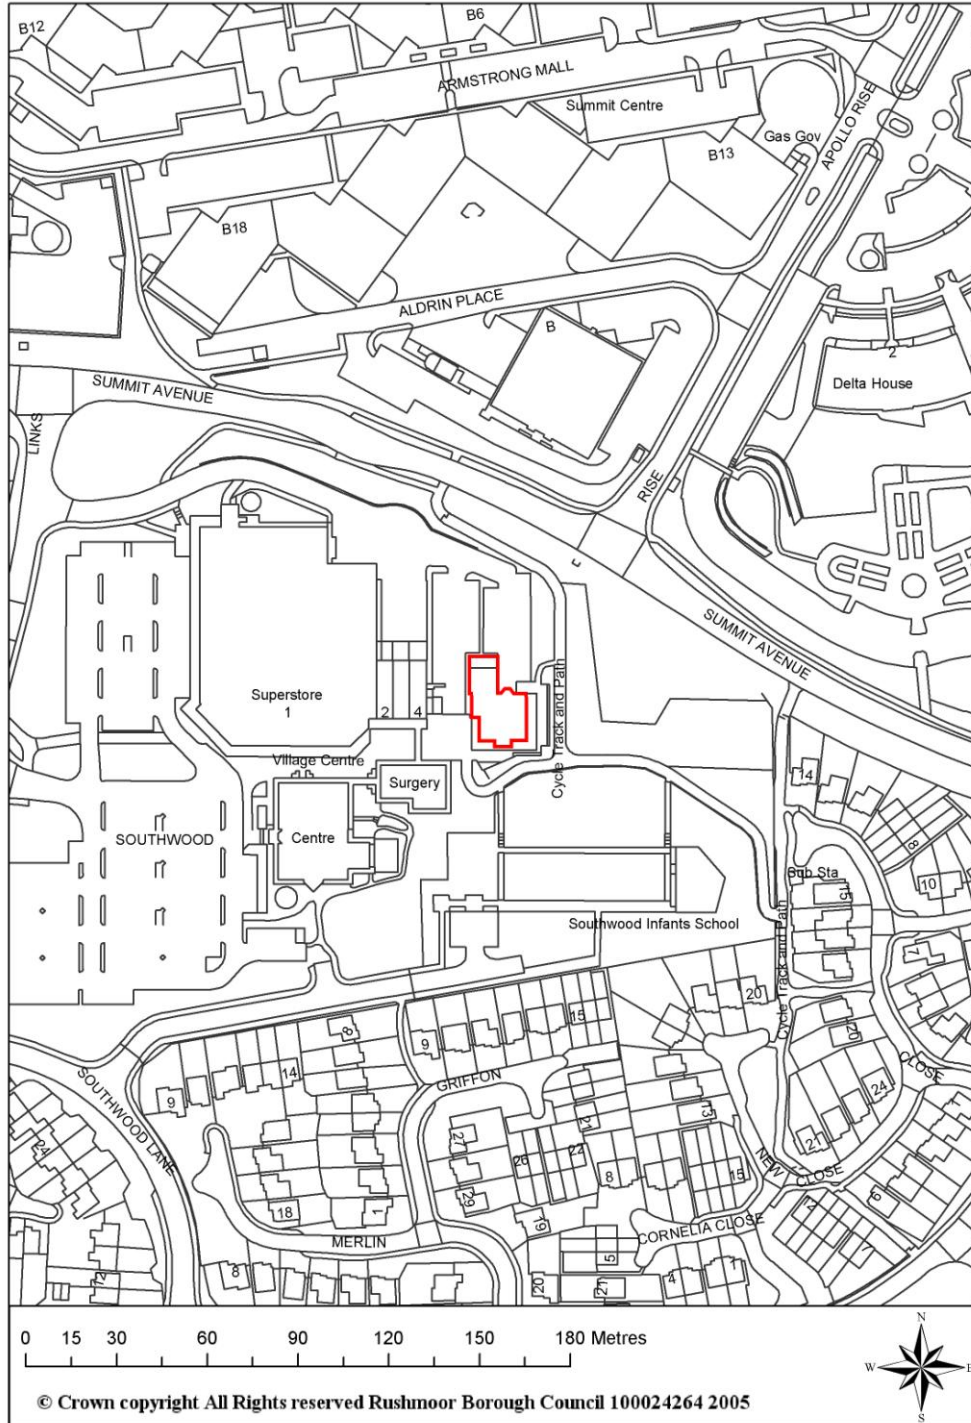 B12
B6
ARMSTRONG MALL
Summit Centre
Gas Gov
APOLLO RISE
B13
B18
ALDRIN PLACE
B
2
Delta House
SUMMIT AVENUE
LINKS
RISE
SUMMIT AVENUE
Superstore
1
2
4
Cycle Track and Path
Village Centre
Surgery
14
SOUTHWOOD
Centre
8
Sub Sta
10
15
Southwood Infants School
7
Cycle Track and Path
20
8
9
15
20
CLOSE
14
GRIFFON
9
24
SOUTHWOOD LANE
13
21
27
21
24
26
22
8
15
NEW
CLOSE
29
18
1
19
CORNELIA CLOSE
2
6
MERLIN
5
7
8
12
20
21
4
1
0 15 30 60 90 120 150 180 Metres
N
W
E
S
© Crown copyright All Rights reserved Rushmoor Borough Council 100024264 2005